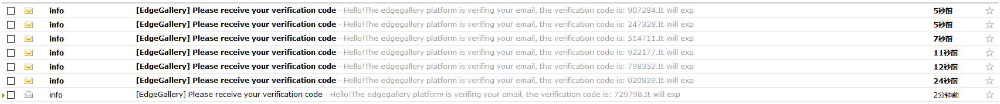 info [EdgeGallery] Please receive your verification code - Hello!The edgegallery platform is verifing your email, the verification code is: 907284.It will exp 5秒前
info [EdgeGallery] Please receive your verification code - Hello!The edgegallery platform is verifing your email, the verification code is: 247328.It will exp 5秒前
info [EdgeGallery] Please receive your verification code - Hello!The edgegallery platform is verifing your email, the verification code is: 514711.It will exp 7秒前
info [EdgeGallery] Please receive your verification code - Hello!The edgegallery platform is verifing your email, the verification code is: 922177.It will exp 11秒前
info [EdgeGallery] Please receive your verification code - Hello!The edgegallery platform is verifing your email, the verification code is: 798352.It will exp 12秒前
info [EdgeGallery] Please receive your verification code - Hello!The edgegallery platform is verifing your email, the verification code is: 020829.It will exp 24秒前
info [EdgeGallery] Please receive your verification code - Hello!The edgegallery platform is verifing your email, the verification code is: 729798.It will exp 2分钟前